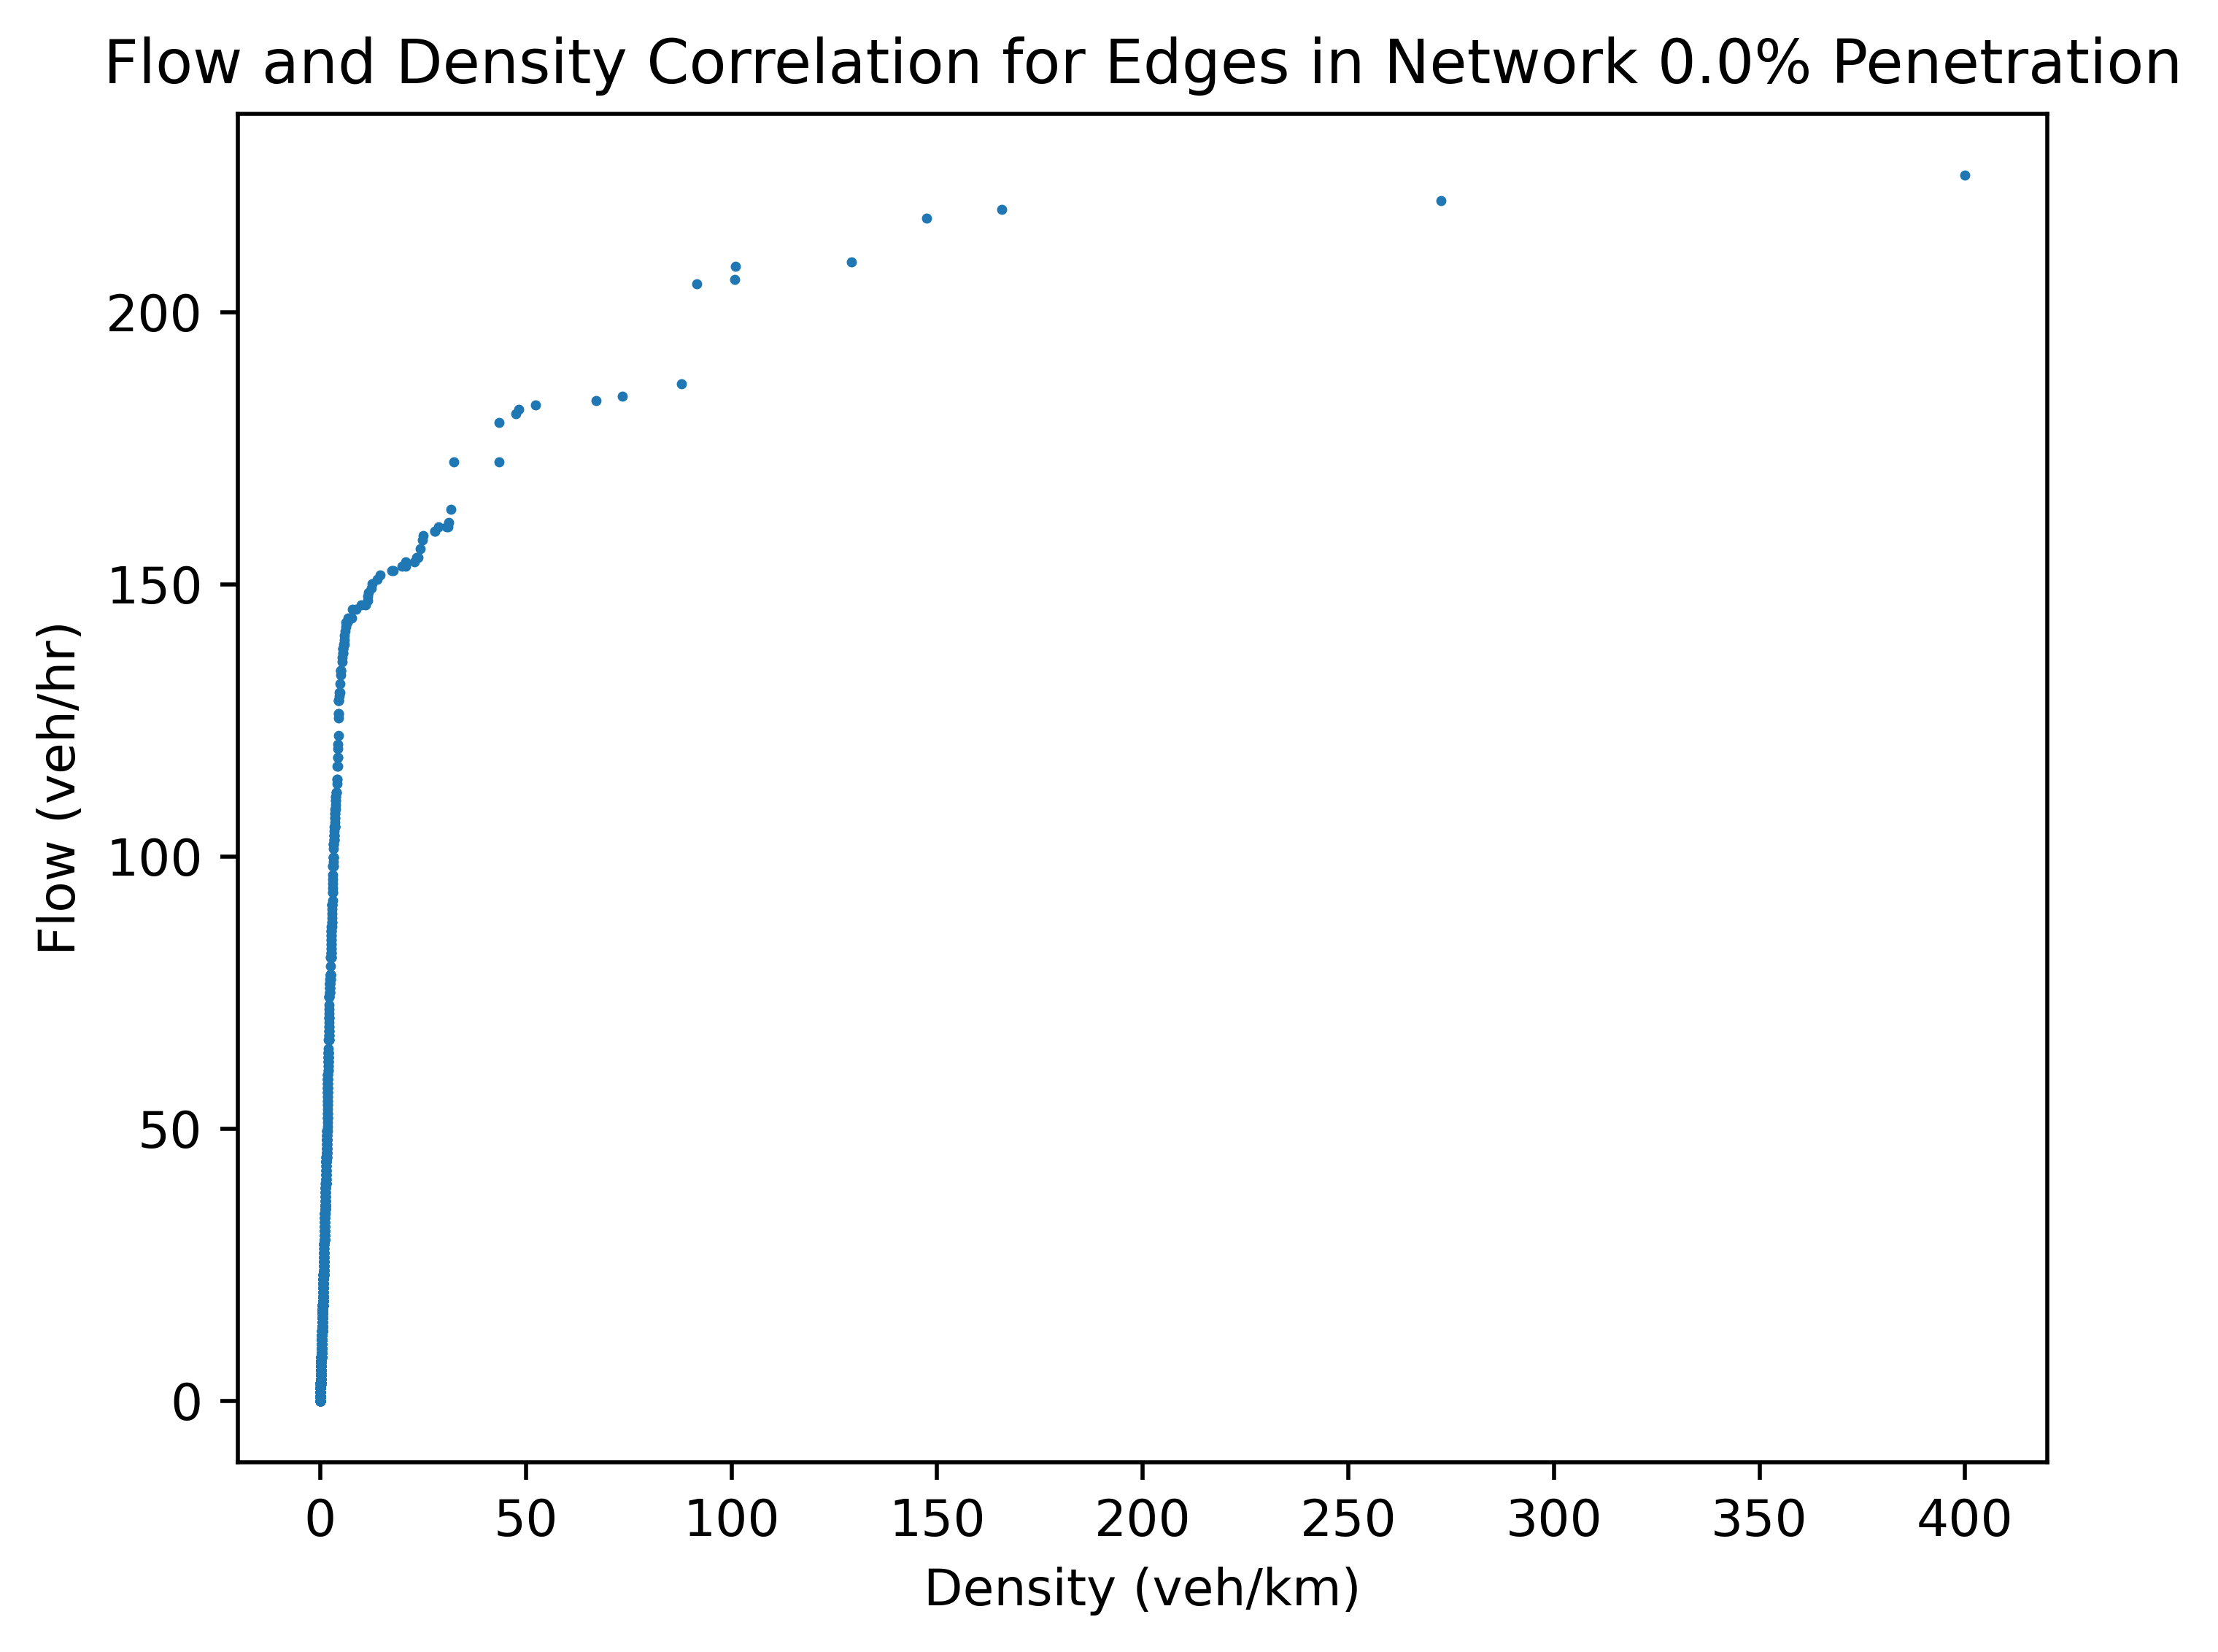 Flow and Density Correlation for Edges in Network 0.0% Penetration
Flow (veh/hr)
200
150
100
50
0
0 50 100 150 200 250 300 350 400
Density (veh/km)